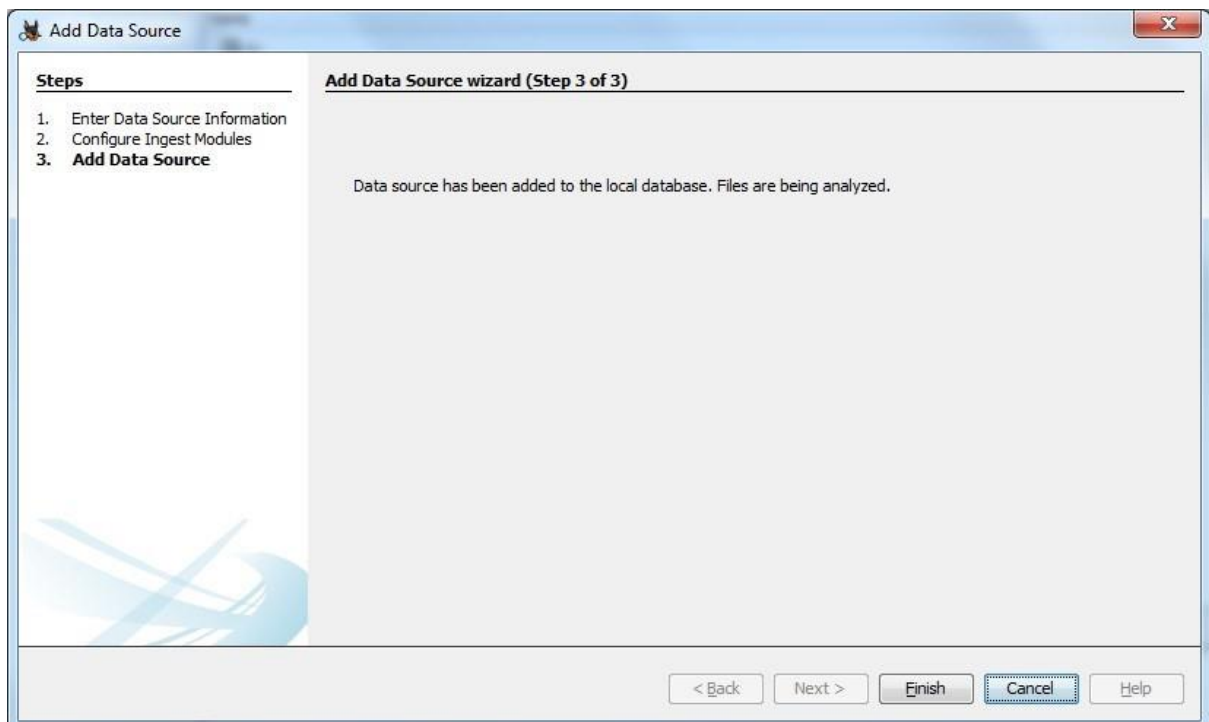 Add Data Source
Steps
1. Enter Data Source Information
2. Configure Ingest Modules
3. Add Data Source
Add Data Source wizard (Step 3 of 3)
Data source has been added to the local database. Files are being analyzed.
< Back Next > Finish Cancel Help